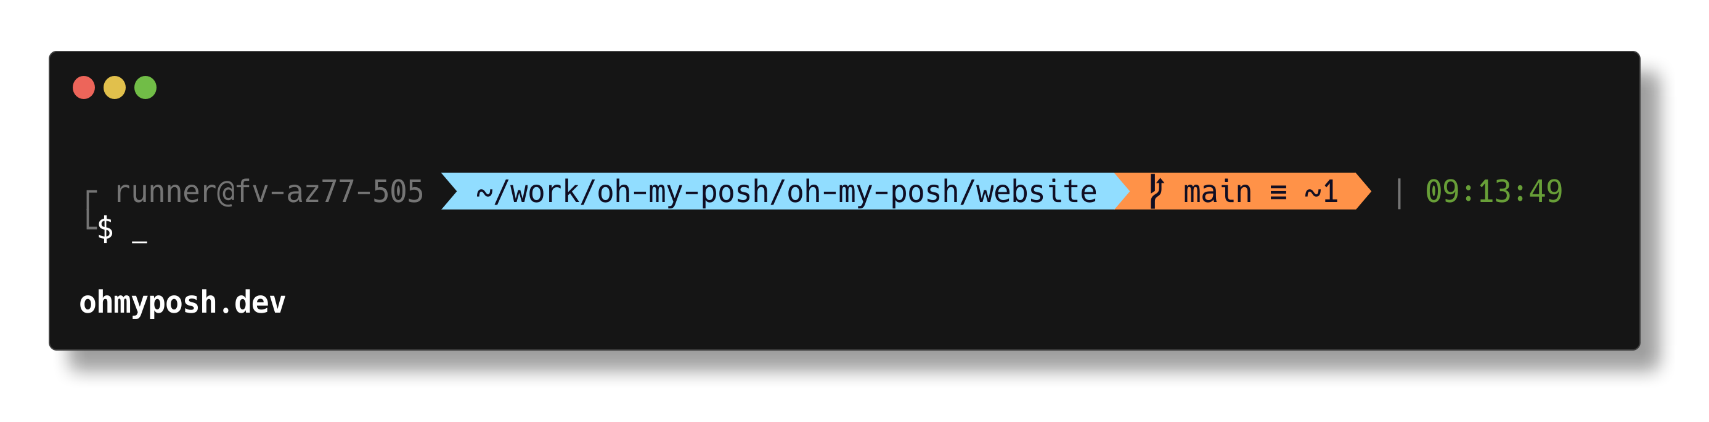 ┌ runner@fv-az77-505 ~/work/oh-my-posh/oh-my-posh/website  main ≡ ~1 | 09:13:49
└$ _
ohmyposh.dev